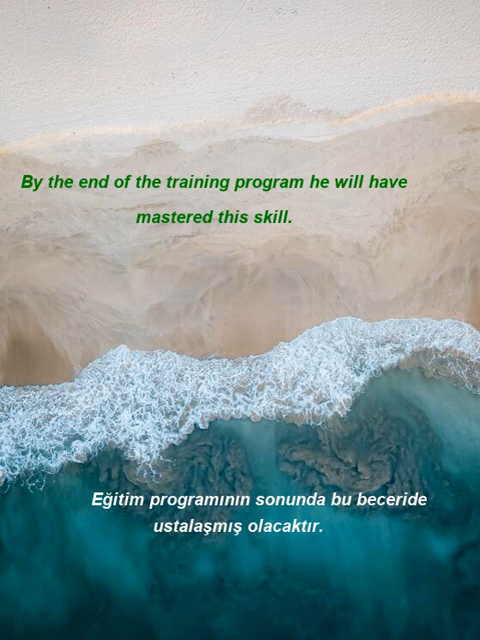 By the end of the training program he will have
mastered this skill.
Eğitim programının sonunda bu beceride
ustalaşmış olacaktır.